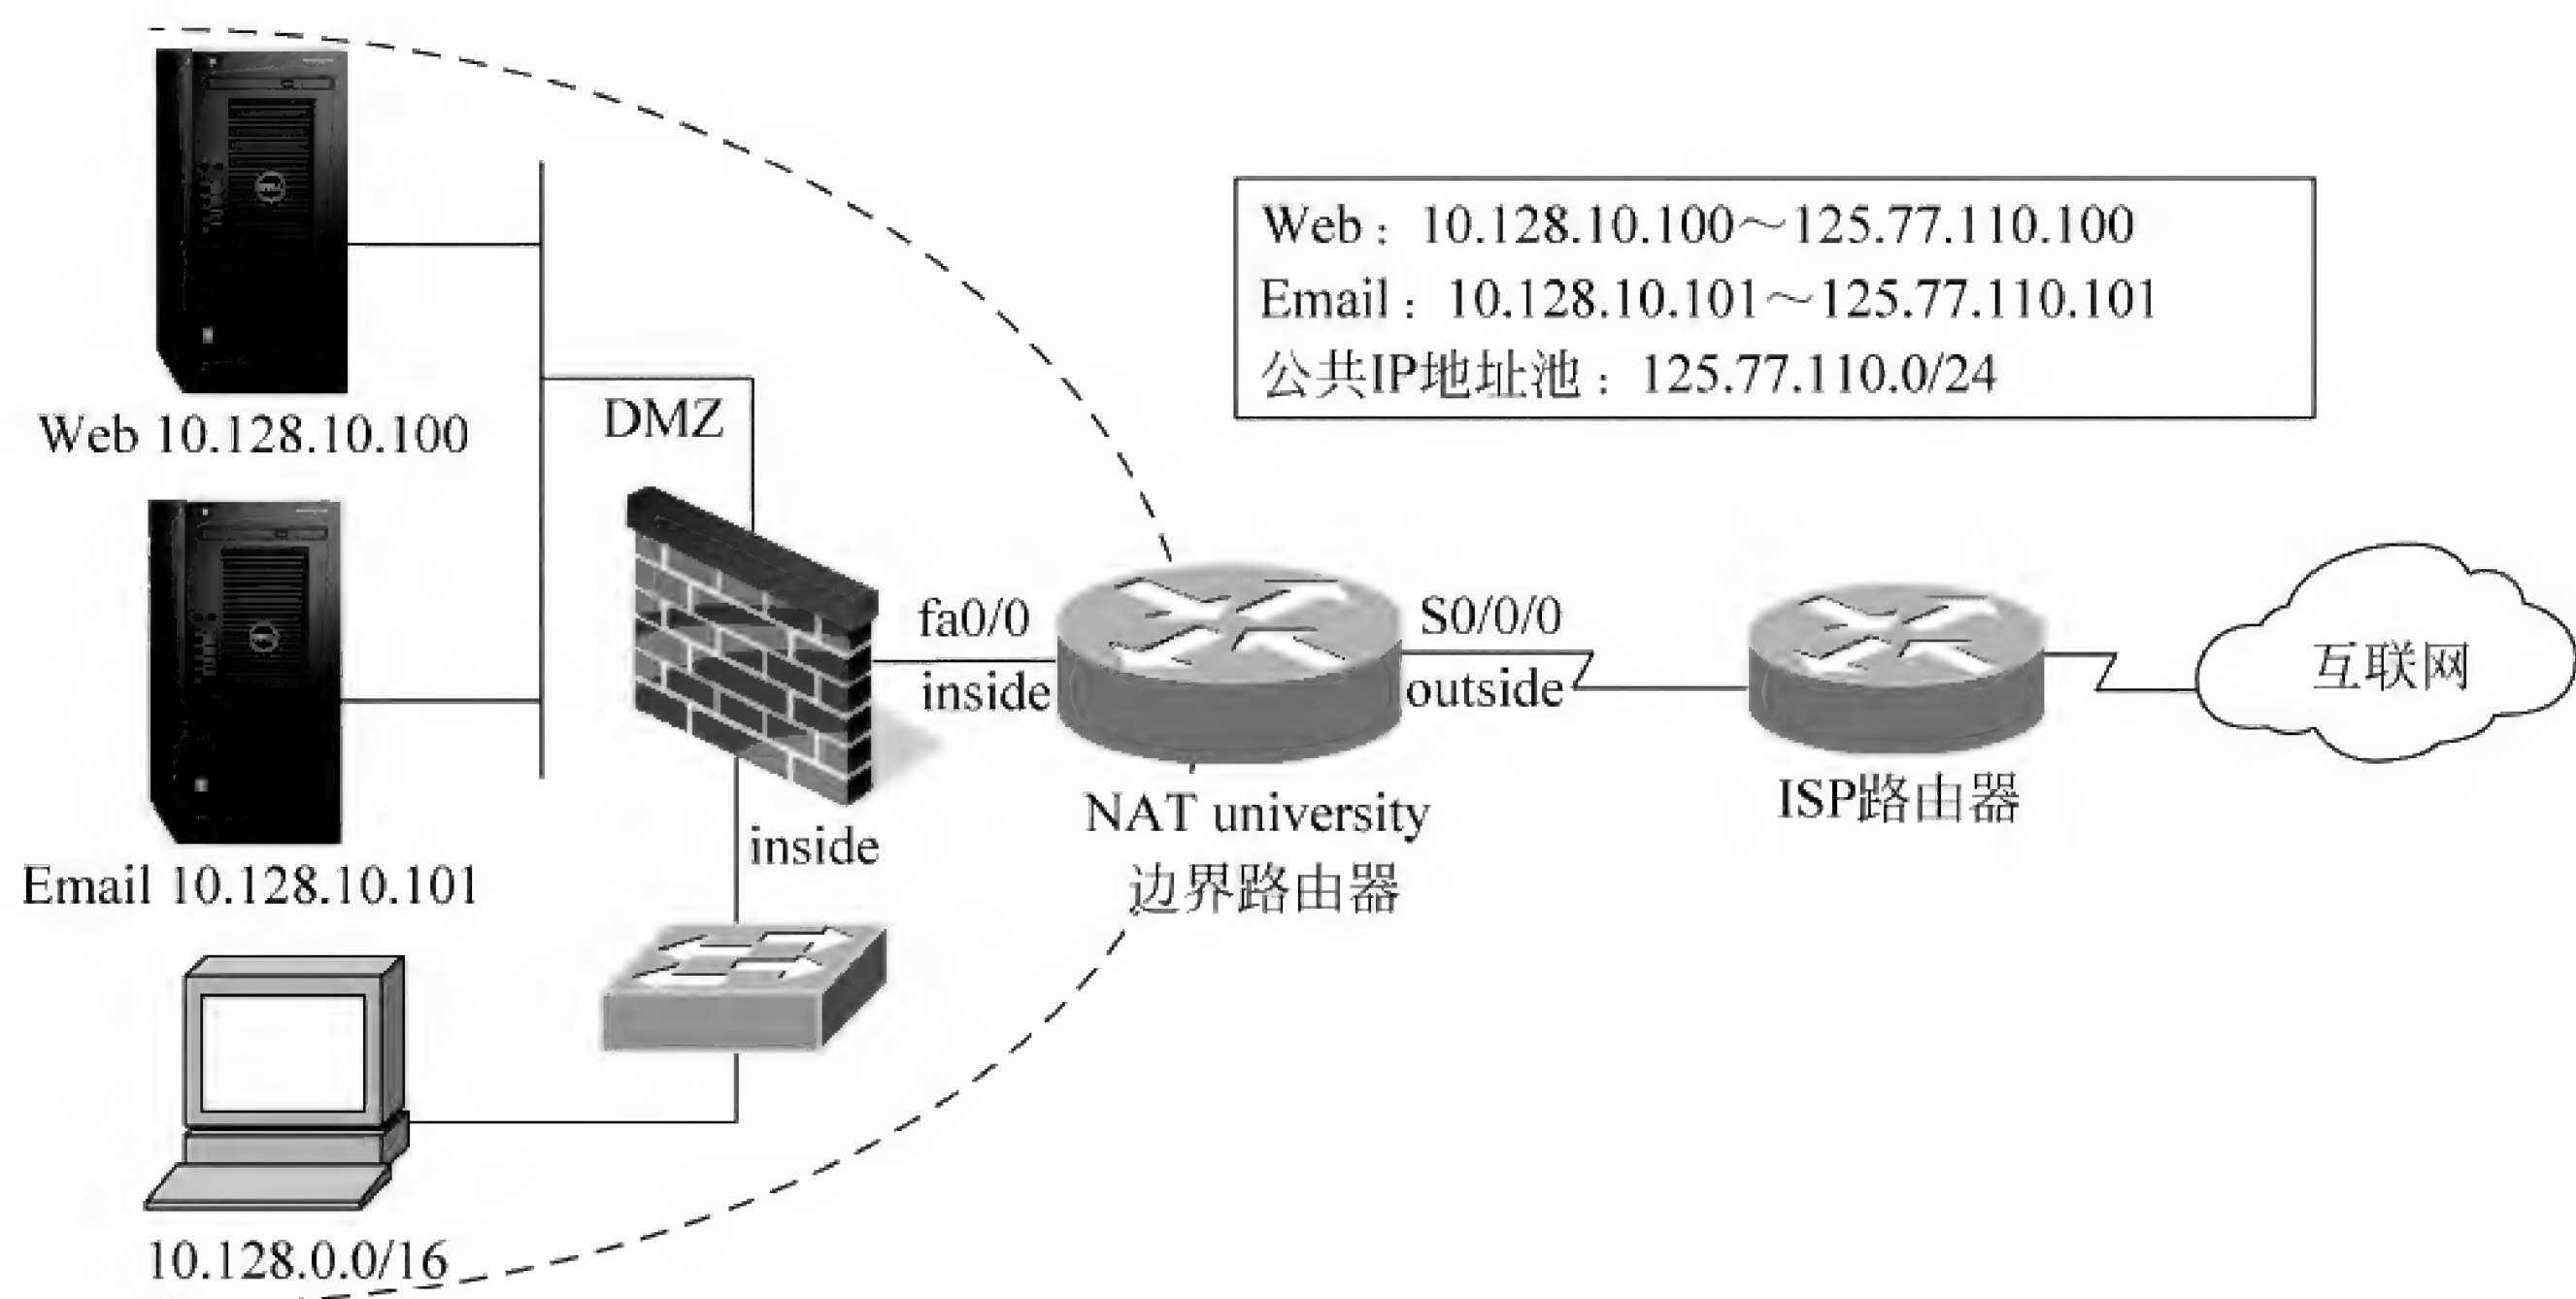 Web 10.128.10.100
Email 10.128.10.101
10.128.0.0/16
DMZ
inside
fa0/0
inside
NAT university
边界路由器
S0/0/0
outside
Web：10.128.10.100～125.77.110.100
Email：10.128.10.101～125.77.110.101
公共IP地址池：125.77.110.0/24
ISP路由器
互联网